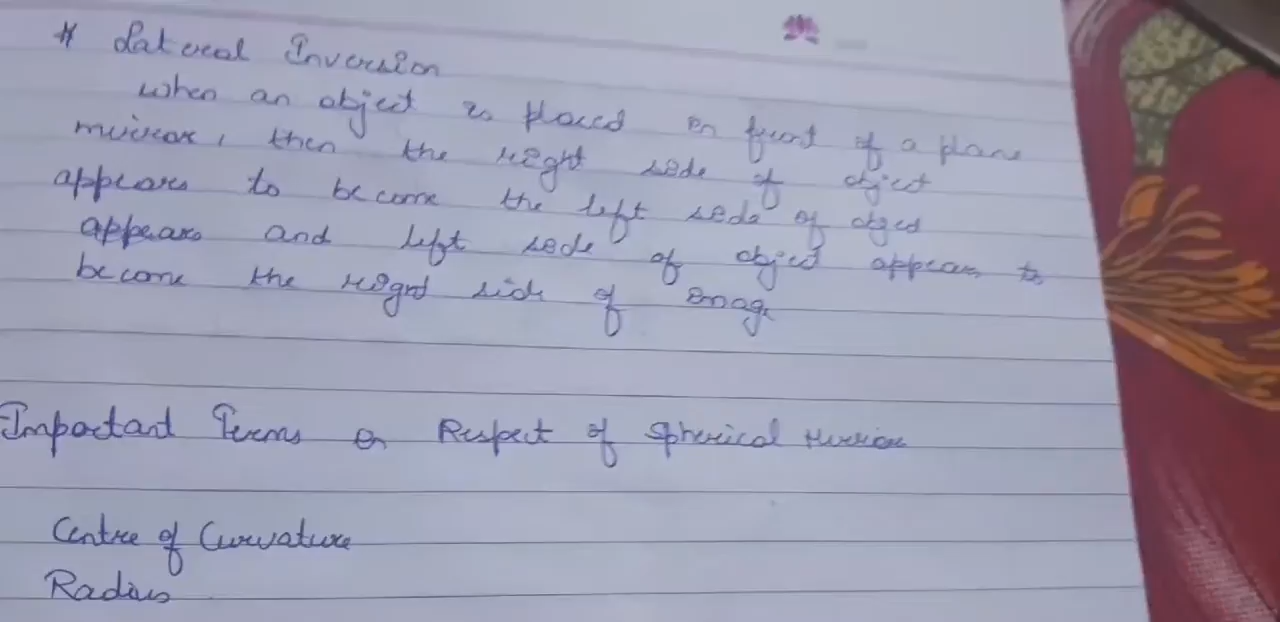 # Lateral Inversion
when an object is placed in front of a plane
mirror, then the right side of object
appears to become the left side of object
appears and left side of object appears to
become the right side of image
Important Terms in Respect of Spherical Mirror
Centre of Curvature
Radius